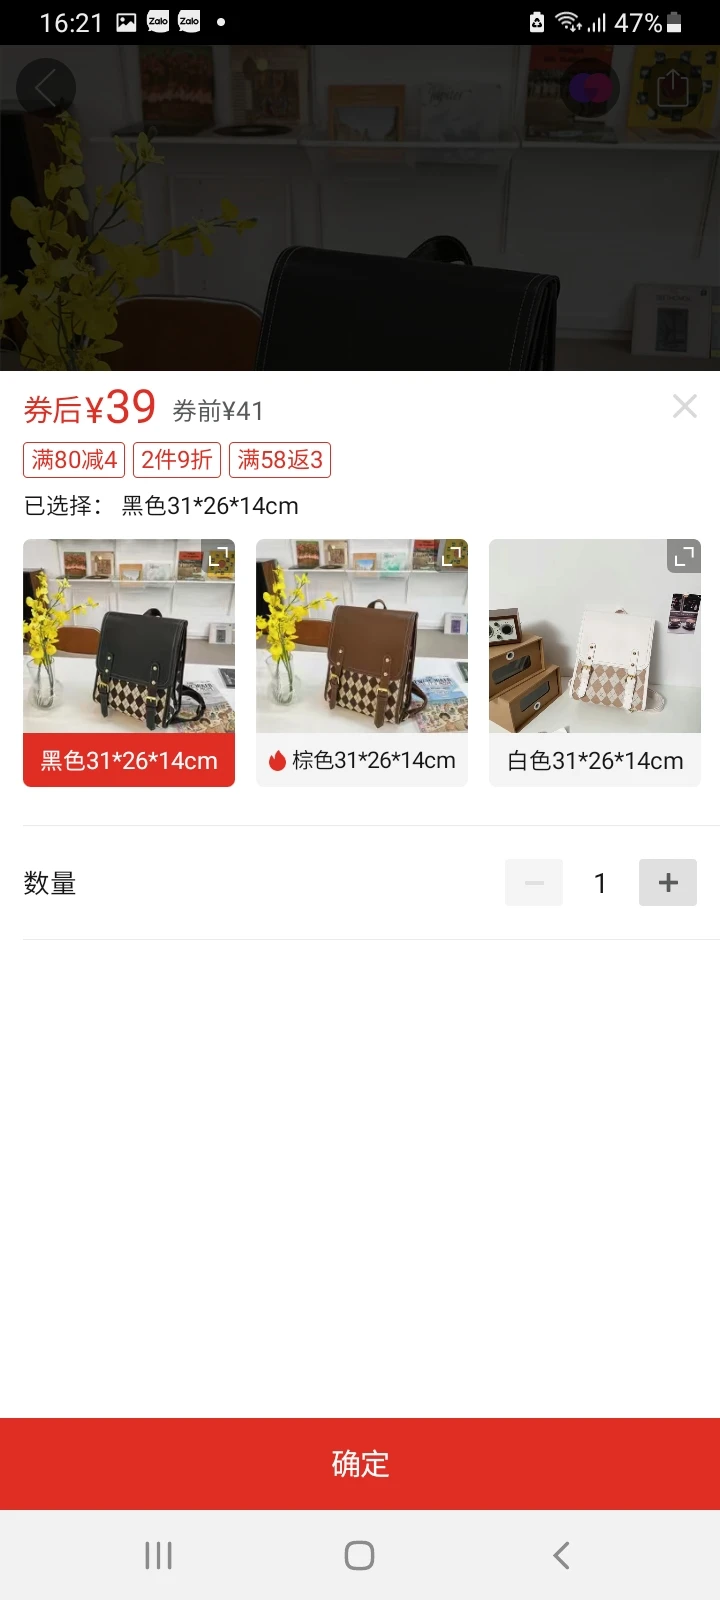 16:21 Zalo Zalo 47%
券后¥39 券前¥41
满80减4 2件9折 满58返3
已选择： 黑色31*26*14cm
黑色31*26*14cm 棕色31*26*14cm 白色31*26*14cm
数量 1
确定